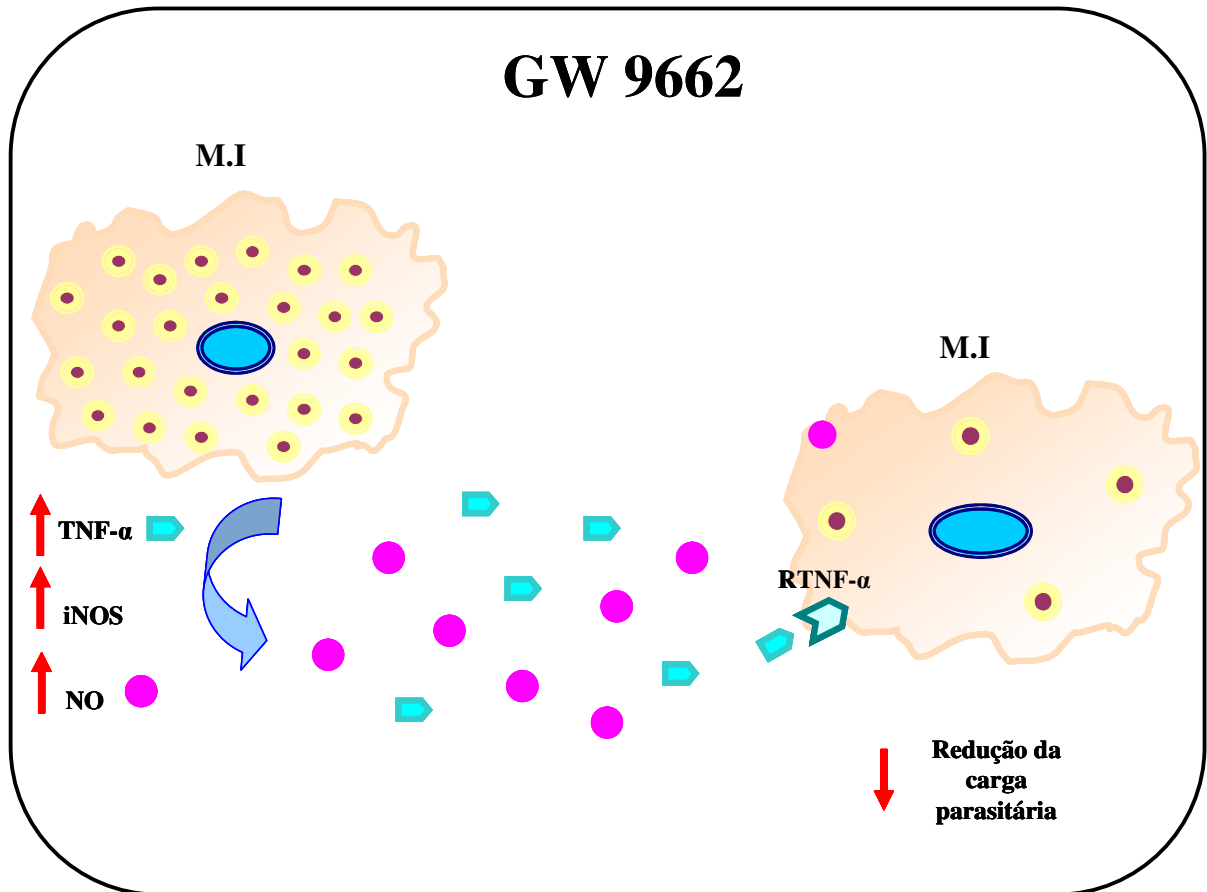 GW 9662
M.I
M.I
TNF-α
iNOS
NO
RTNF-α
Redução da
carga
parasitária